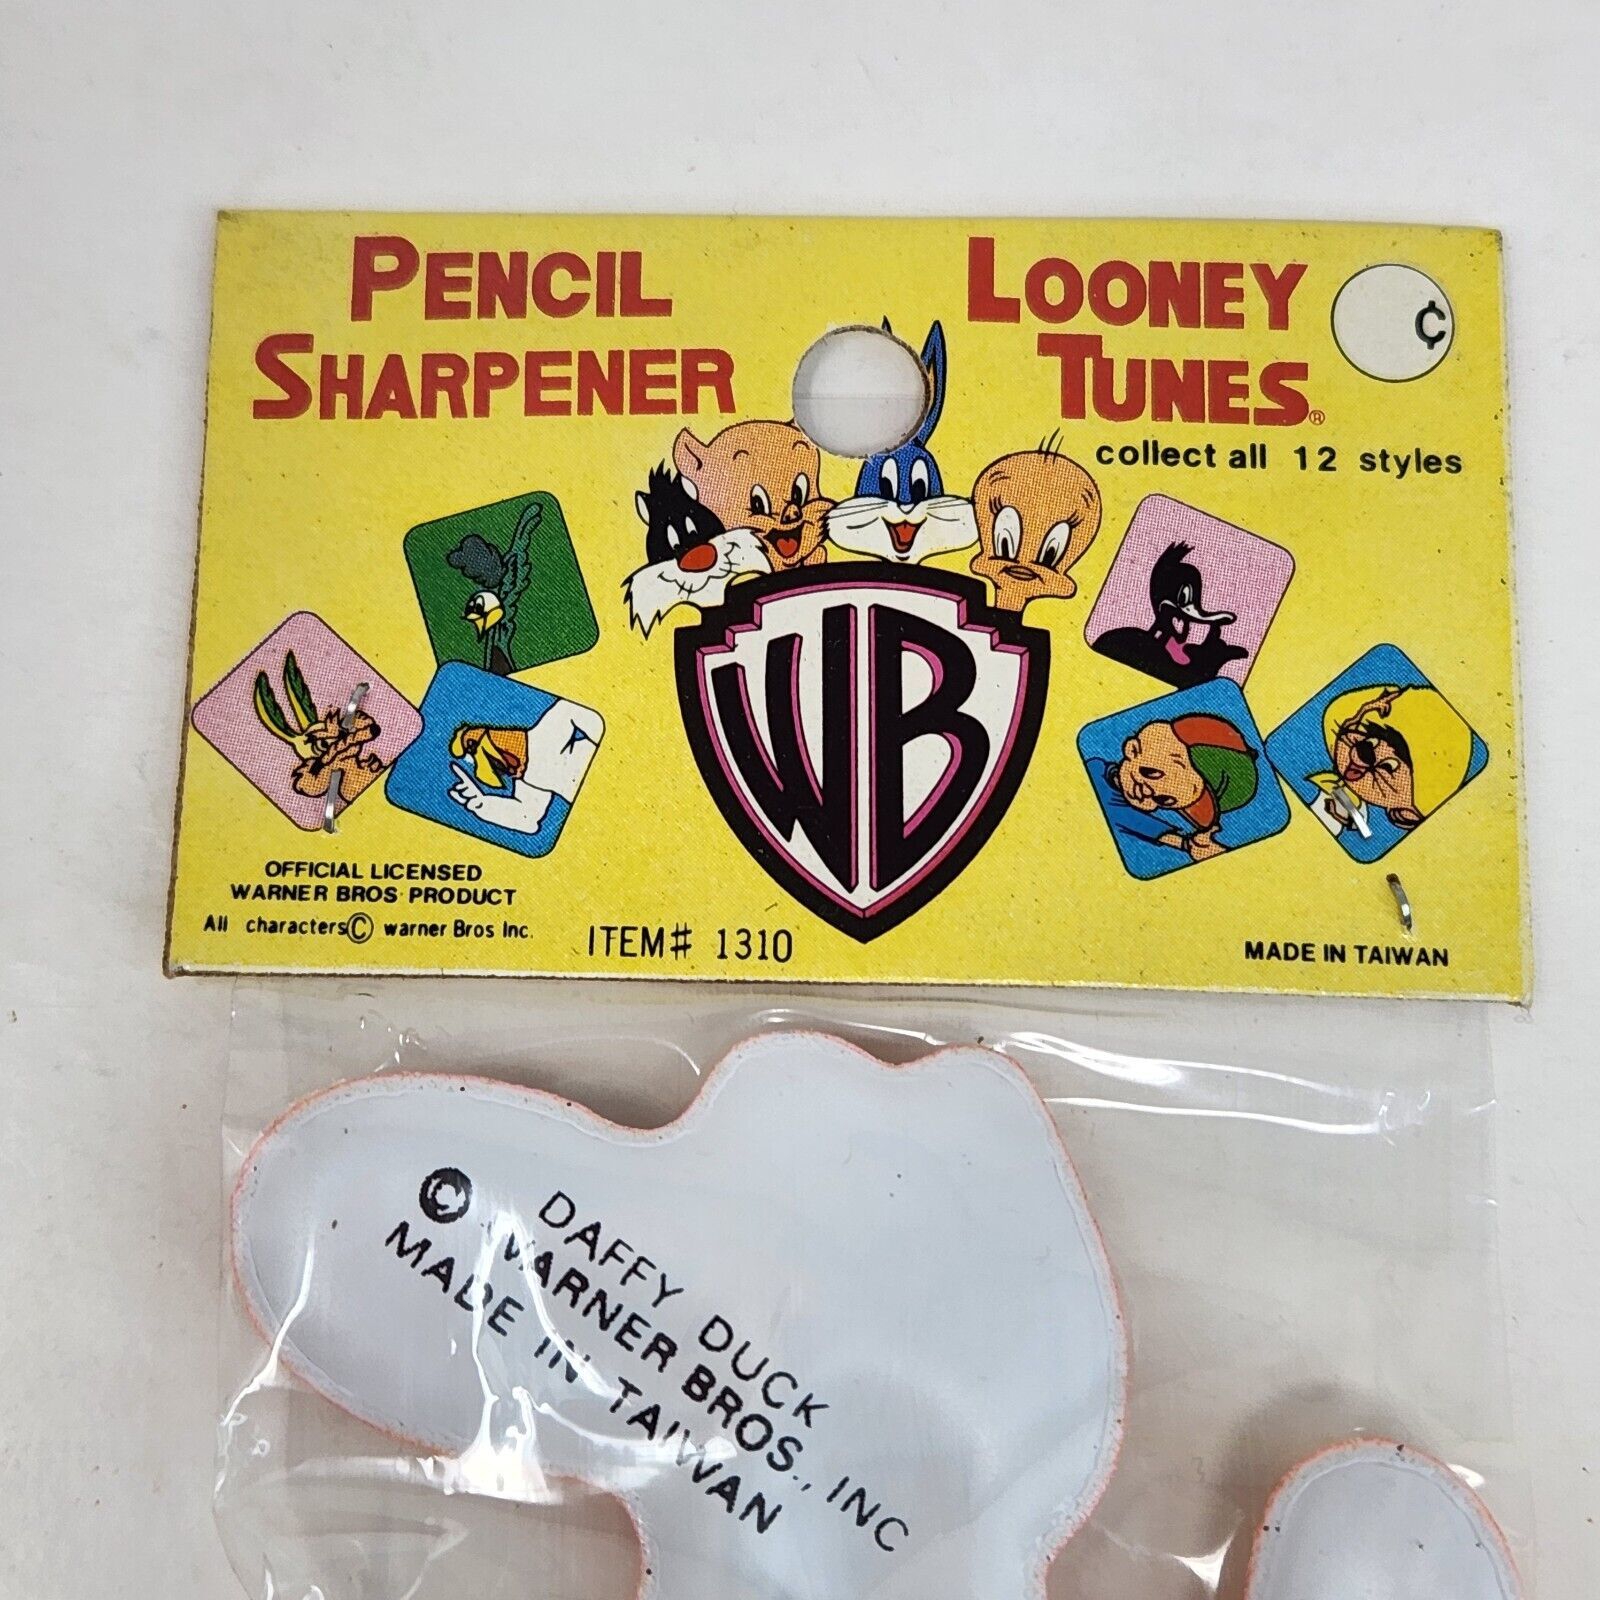 PENCIL
SHARPENER
LOONEY
TUNES®
¢
collect all 12 styles
WB
OFFICIAL LICENSED
WARNER BROS· PRODUCT
All characters© warner Bros Inc.
ITEM# 1310
MADE IN TAIWAN
DAFFY DUCK
© WARNER BROS., INC
MADE IN TAIWAN